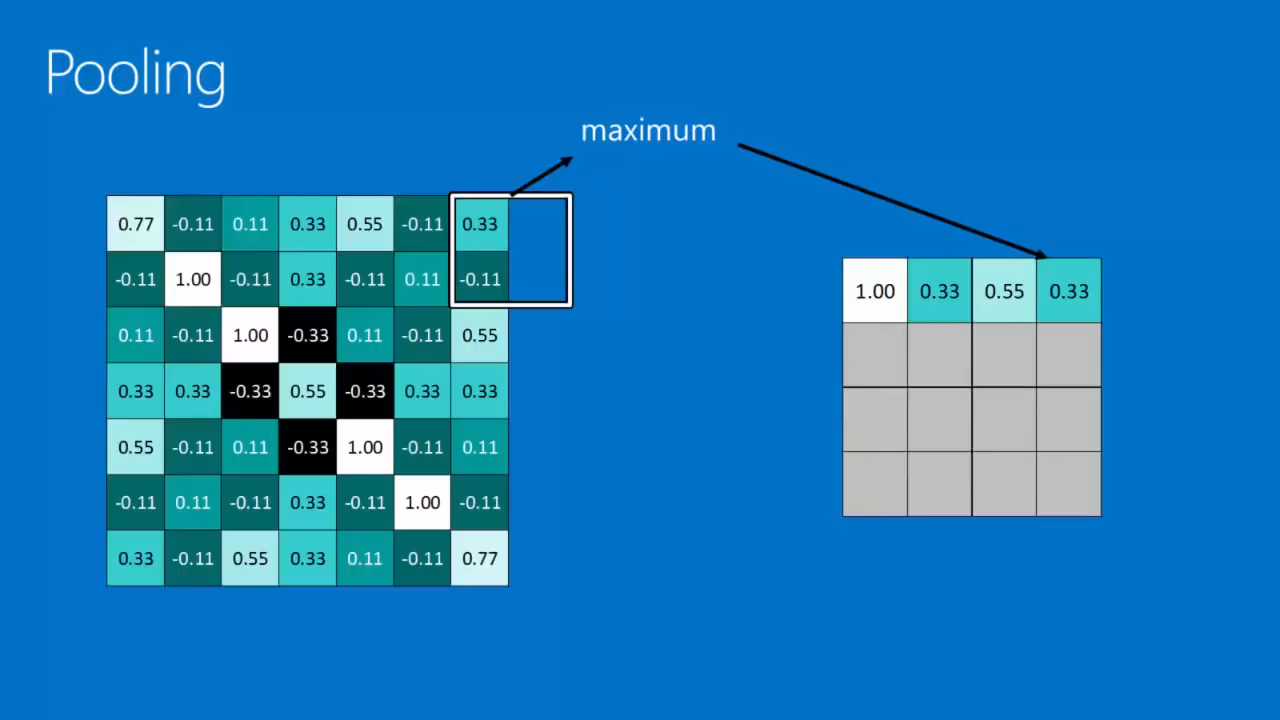 Pooling
maximum
0.77 -0.11 0.11 0.33 0.55 -0.11 0.33
-0.11 1.00 -0.11 0.33 -0.11 0.11 -0.11
0.11 -0.11 1.00 -0.33 0.11 -0.11 0.55
0.33 0.33 -0.33 0.55 -0.33 0.33 0.33
0.55 -0.11 0.11 -0.33 1.00 -0.11 0.11
-0.11 0.11 -0.11 0.33 -0.11 1.00 -0.11
0.33 -0.11 0.55 0.33 0.11 -0.11 0.77
1.00 0.33 0.55 0.33